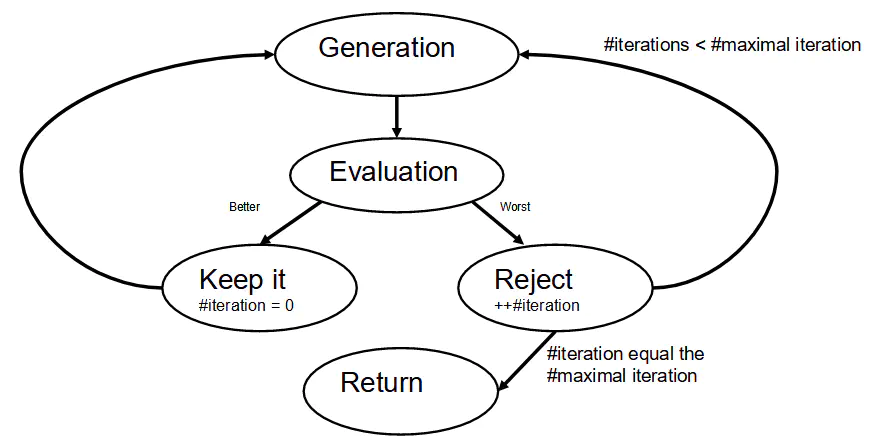 Generation
#iterations < #maximal iteration
Evaluation
Better
Worst
Keep it
#iteration = 0
Reject
++#iteration
#iteration equal the
#maximal iteration
Return